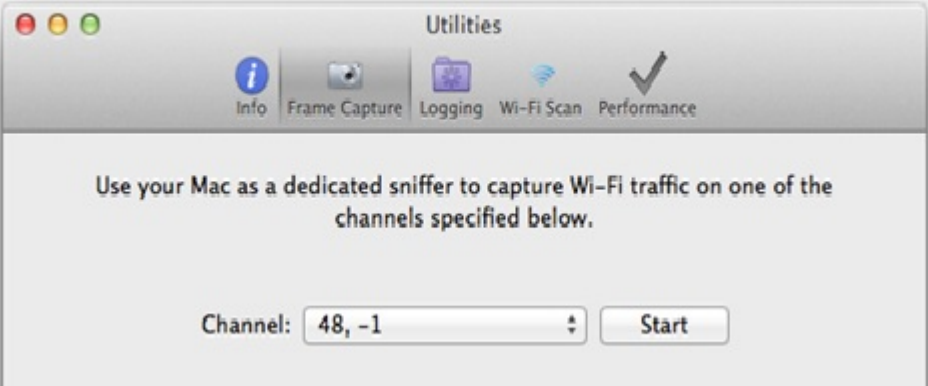 Utilities
Info Frame Capture Logging Wi-Fi Scan Performance
Use your Mac as a dedicated sniffer to capture Wi-Fi traffic on one of the
channels specified below.
Channel: 48, -1 Start